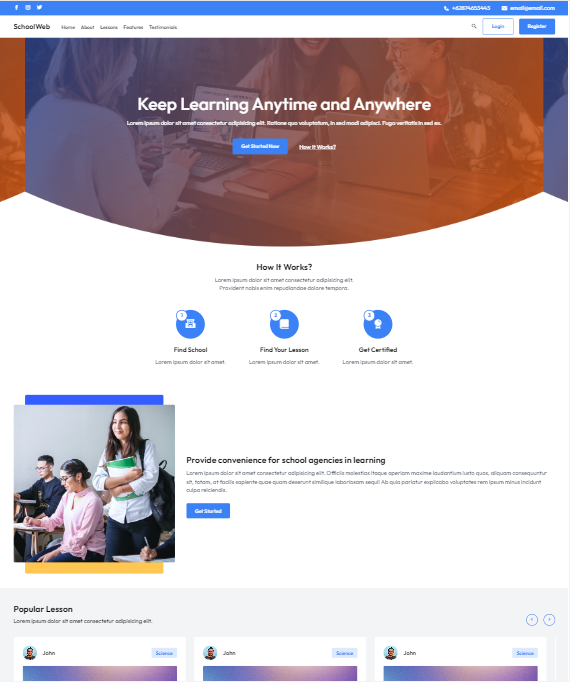 +62874653443 email@email.com
SchoolWeb Home About Lessons Features Testimonials Login Register
Keep Learning Anytime and Anywhere
Lorem ipsum dolor sit amet consectetur adipisicing elit. Ratione quo voluptatum, in sed modi adipisci. Fuga veritatis in sed ex.
Get Started Now How It Works?
How It Works?
Lorem ipsum dolor sit amet consectetur adipisicing elit.
Provident nobis enim repudiandae dolore tempora.
1 2 3
Find School Find Your Lesson Get Certified
Lorem ipsum dolor sit amet. Lorem ipsum dolor sit amet. Lorem ipsum dolor sit amet.
Provide convenience for school agencies in learning
Lorem ipsum dolor sit amet consectetur adipisicing elit. Officiis molestias itaque aperiam maxime laudantium iusto quos, aliquam consequuntur
sit, totam, at facilis sapiente quae quam deserunt similique laboriosam sequi! Ab quia pariatur explicabo voluptates rem ipsum minus incidunt
culpa reiciendis.
Get Started
Popular Lesson
Lorem ipsum dolor sit amet consectetur adipisicing elit.
John Science John Science John Science